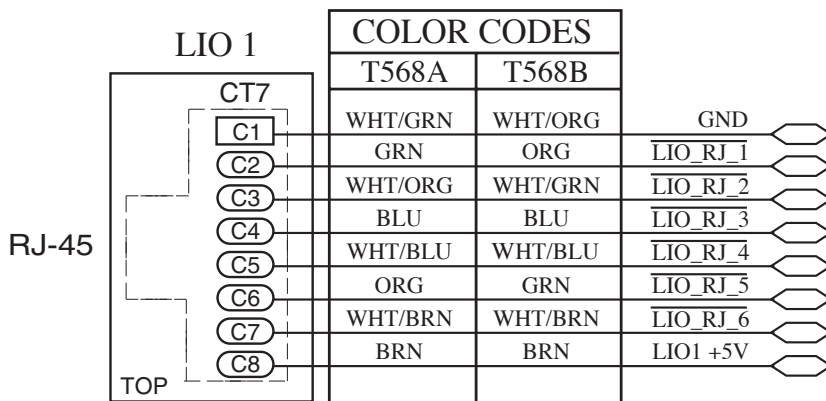 LIO 1
COLOR CODES
T568A T568B
CT7
C1 WHT/GRN WHT/ORG GND
C2 GRN ORG LIO_RJ_1
C3 WHT/ORG WHT/GRN LIO_RJ_2
C4 BLU BLU LIO_RJ_3
RJ-45
C5 WHT/BLU WHT/BLU LIO_RJ_4
C6 ORG GRN LIO_RJ_5
C7 WHT/BRN WHT/BRN LIO_RJ_6
C8 BRN BRN LIO1 +5V
TOP